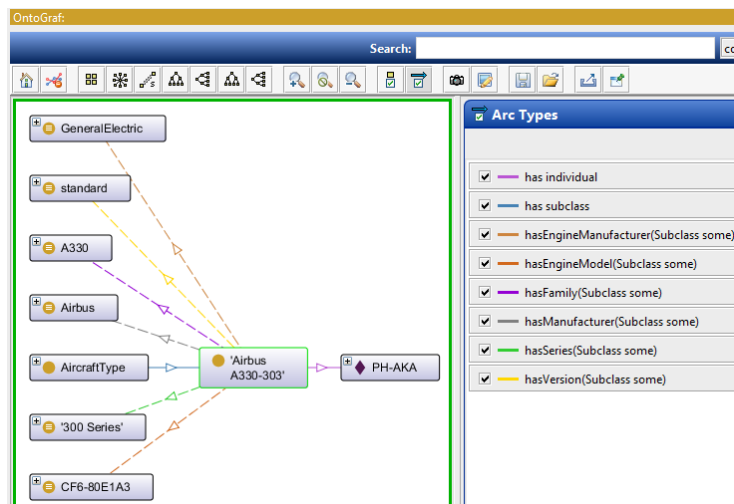 OntoGraf:
Search:
GeneralElectric
standard
A330
Airbus
AircraftType
'Airbus
A330-303'
PH-AKA
'300 Series'
CF6-80E1A3
Arc Types
has individual
has subclass
hasEngineManufacturer(Subclass some)
hasEngineModel(Subclass some)
hasFamily(Subclass some)
hasManufacturer(Subclass some)
hasSeries(Subclass some)
hasVersion(Subclass some)